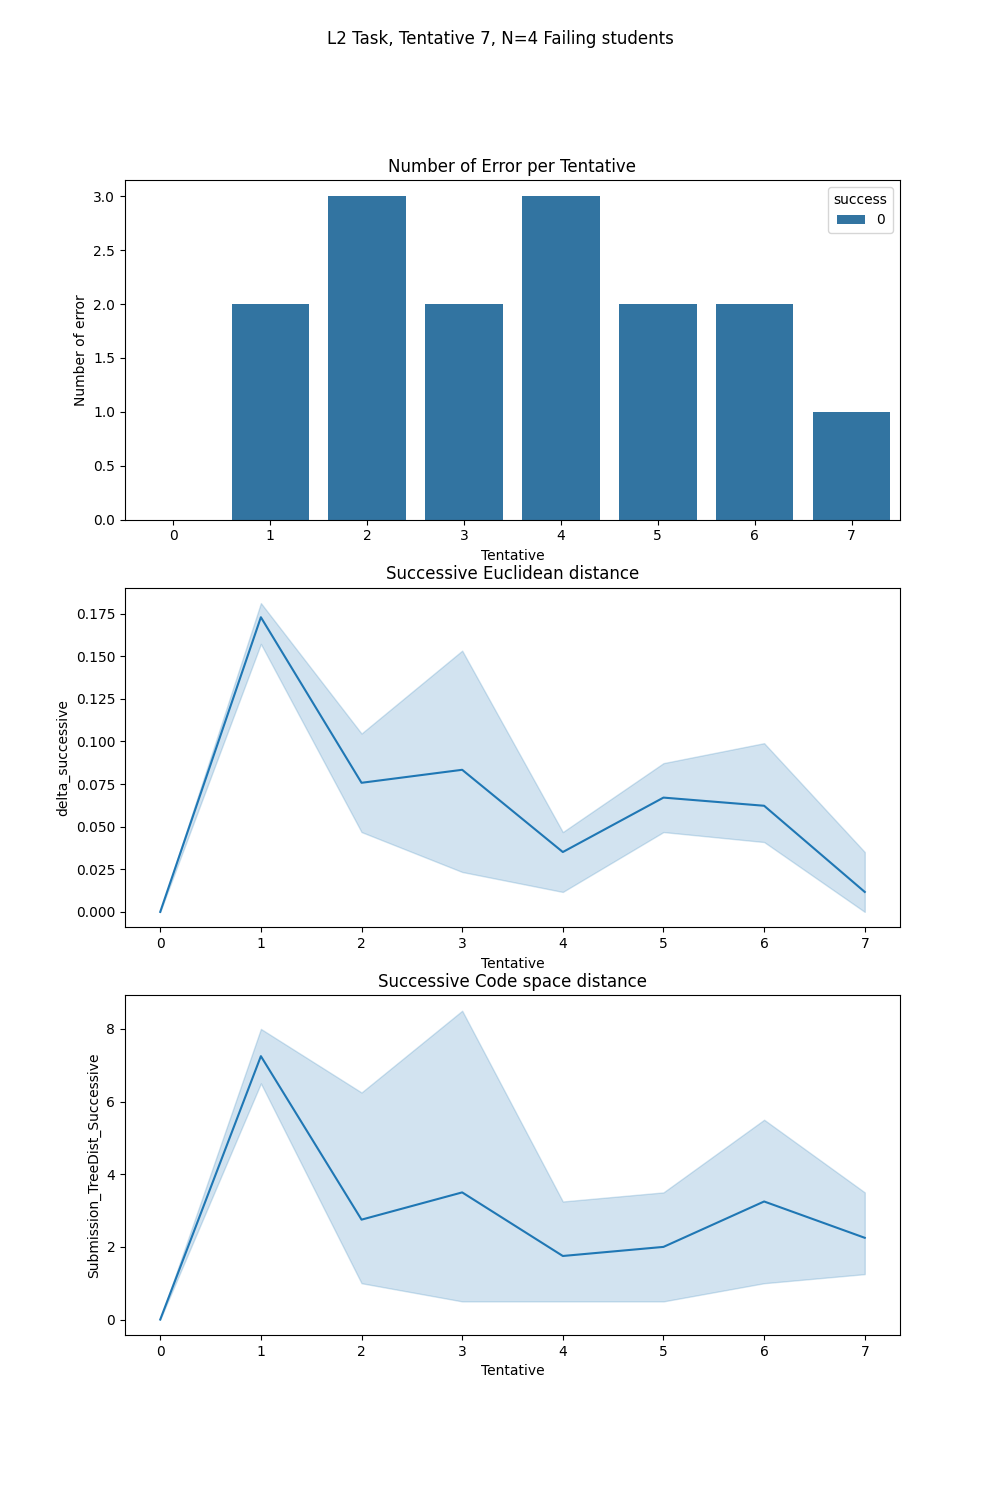 L2 Task, Tentative 7, N=4 Failing students
Number of Error per Tentative
3.0
2.5
2.0
1.5
1.0
0.5
0.0
Number of error
success
0
0 1 2 3 4 5 6 7
Tentative
Successive Euclidean distance
0.175
0.150
0.125
0.100
0.075
0.050
0.025
0.000
delta_successive
0 1 2 3 4 5 6 7
Tentative
Successive Code space distance
8
6
4
2
0
Submission_TreeDist_Successive
0 1 2 3 4 5 6 7
Tentative